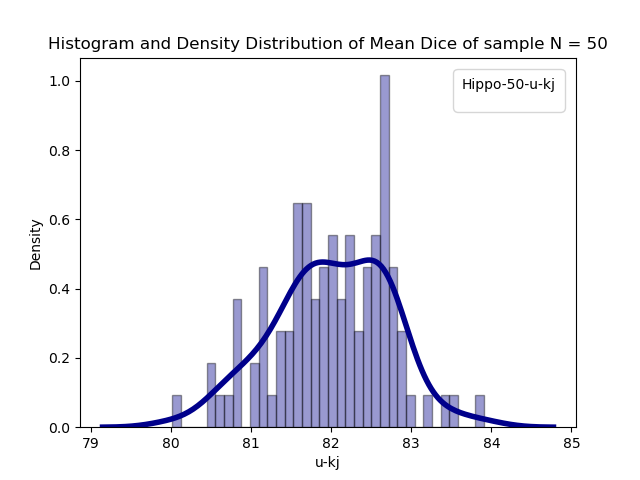 Histogram and Density Distribution of Mean Dice of sample N = 50
Hippo-50-u-kj
1.0
0.8
0.6
0.4
0.2
0.0
Density
79 80 81 82 83 84 85
u-kj